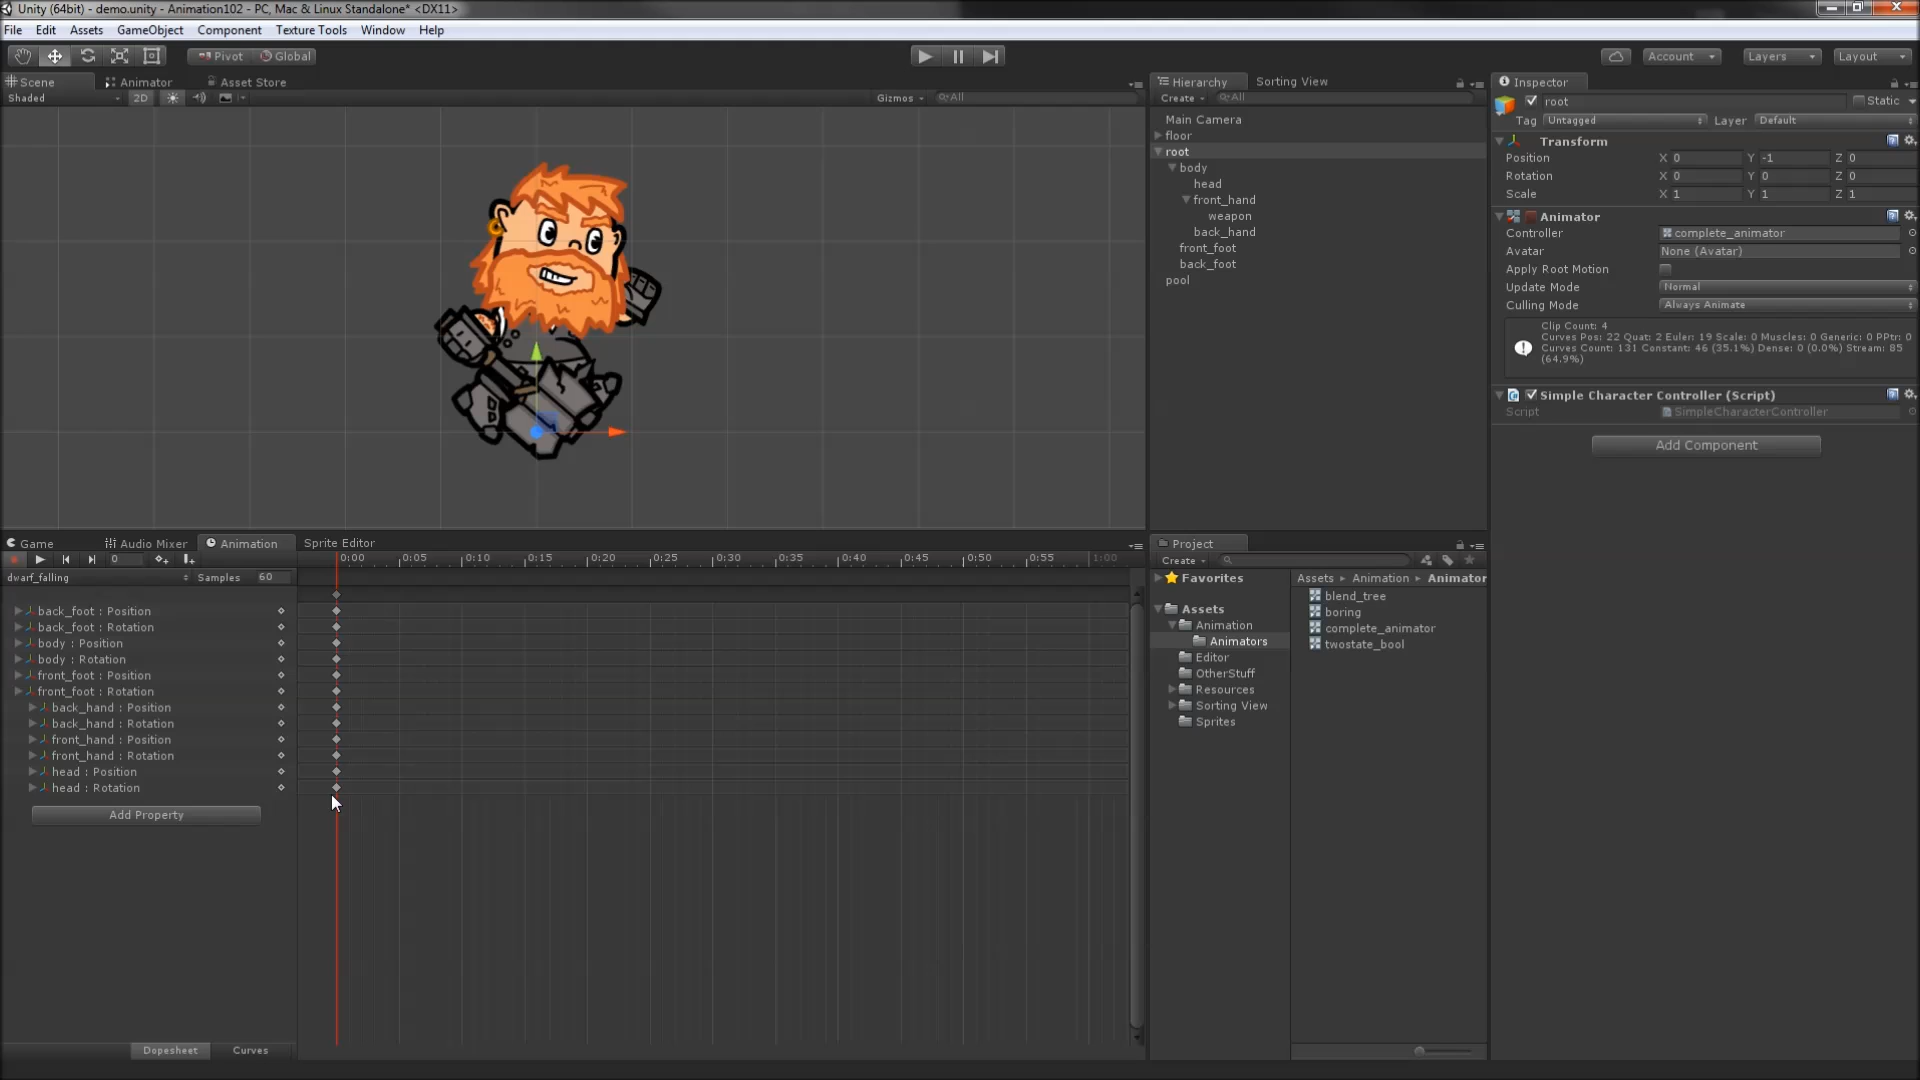 Unity (64bit) - demo.unity - Animation102 - PC, Mac & Linux Standalone* <DX11>
File Edit Assets GameObject Component Texture Tools Window Help
Pivot Global
Account Layers Layout
Scene Animator Asset Store
Shaded 2D Gizmos All
Hierarchy Sorting View
Create All
Main Camera
floor
root
body
head
front_hand
weapon
back_hand
front_foot
back_foot
pool
Inspector
root Static
Tag Untagged Layer Default
Transform
Position X 0 Y -1 Z 0
Rotation X 0 Y 0 Z 0
Scale X 1 Y 1 Z 1
Animator
Controller complete_animator
Avatar None (Avatar)
Apply Root Motion
Update Mode Normal
Culling Mode Always Animate
Clip Count: 4
Curves Pos: 22 Quat: 2 Euler: 19 Scale: 0 Muscles: 0 Generic: 0 PPtr: 0
Curves Count: 131 Constant: 46 (35.1%) Dense: 0 (0.0%) Stream: 85
(64.9%)
Simple Character Controller (Script)
Script SimpleCharacterController
Add Component
Game Audio Mixer Animation Sprite Editor
0 0:00 0:05 0:10 0:15 0:20 0:25 0:30 0:35 0:40 0:45 0:50 0:55 1:00
dwarf_falling Samples 60
back_foot : Position
back_foot : Rotation
body : Position
body : Rotation
front_foot : Position
front_foot : Rotation
back_hand : Position
back_hand : Rotation
front_hand : Position
front_hand : Rotation
head : Position
head : Rotation
Add Property
Dopesheet Curves
Project
Create
Favorites
Assets
Animation
Animators
Editor
OtherStuff
Resources
Sorting View
Sprites
Assets Animation Animator
blend_tree
boring
complete_animator
twostate_bool